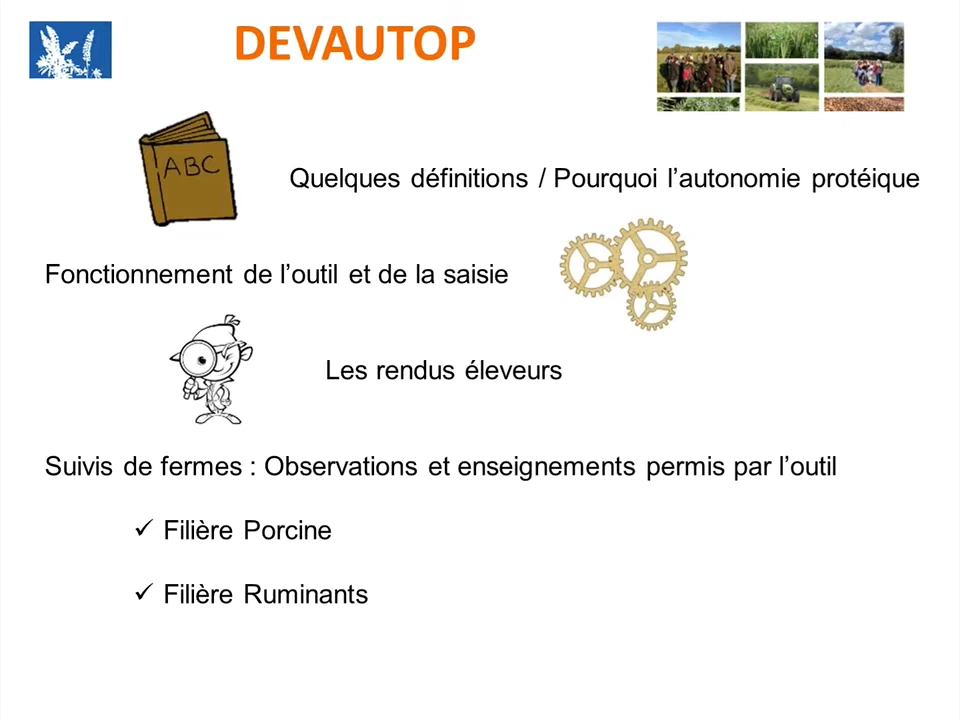 DEVAUTOP
ABC
Quelques définitions / Pourquoi l’autonomie protéique
Fonctionnement de l’outil et de la saisie
Les rendus éleveurs
Suivis de fermes : Observations et enseignements permis par l’outil
✓ Filière Porcine
✓ Filière Ruminants